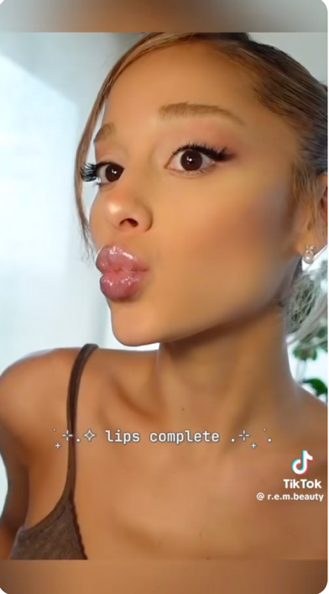 ⁺₊⊹.✧ lips complete .⊹₊ ⁺.
TikTok
@ r.e.m.beauty